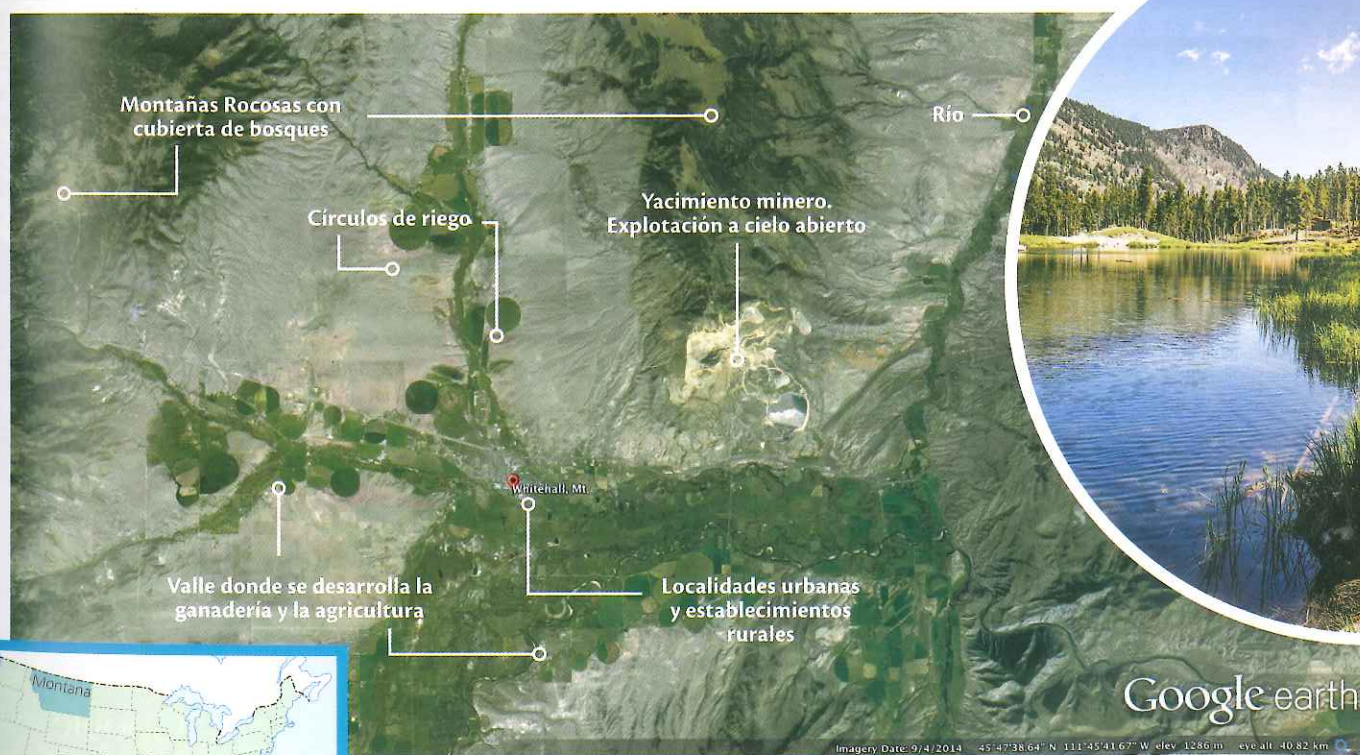 Montañas Rocosas con
cubierta de bosques
Río
Círculos de riego
Yacimiento minero.
Explotación a cielo abierto
Whitehall, Mt.
Valle donde se desarrolla la
ganadería y la agricultura
Localidades urbanas
y establecimientos
rurales
Montana
Google earth
Imagery Date: 9/4/2014 45°47'38.64" N 111°45'41.67" W elev 1286 m eye alt 40.82 km